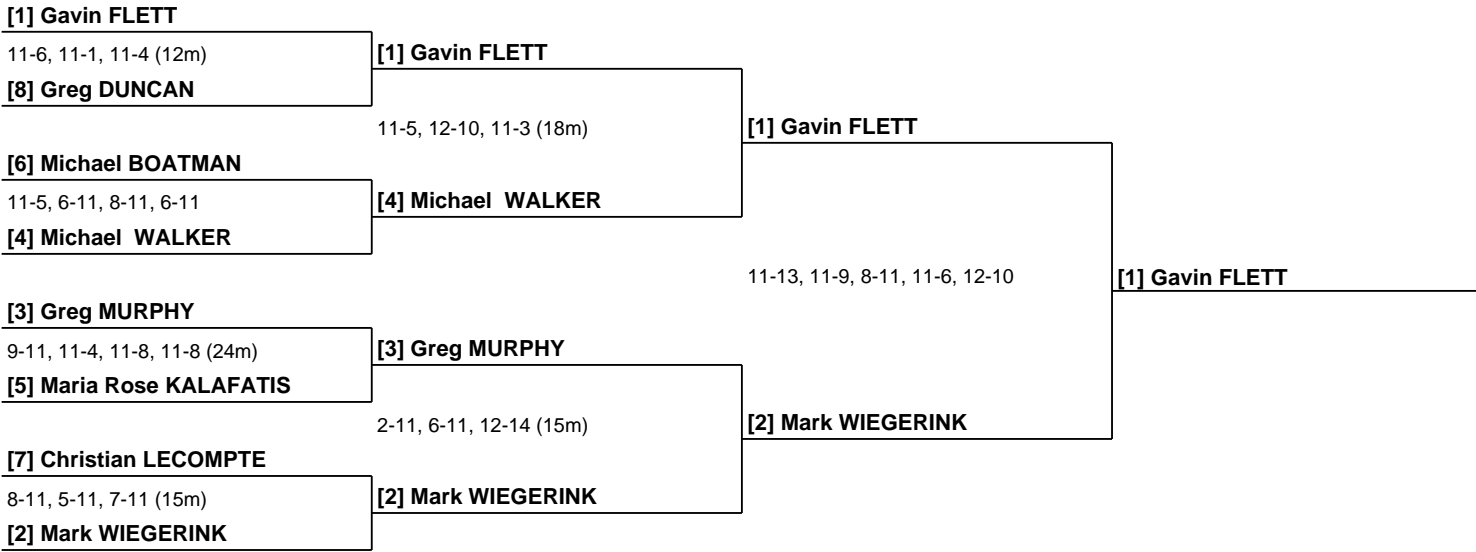 [1] Gavin FLETT
11-6, 11-1, 11-4 (12m)
[8] Greg DUNCAN
[1] Gavin FLETT
11-5, 12-10, 11-3 (18m)
[6] Michael BOATMAN
11-5, 6-11, 8-11, 6-11
[4] Michael  WALKER
[4] Michael  WALKER
[1] Gavin FLETT
11-13, 11-9, 8-11, 11-6, 12-10
[1] Gavin FLETT
[3] Greg MURPHY
9-11, 11-4, 11-8, 11-8 (24m)
[5] Maria Rose KALAFATIS
[3] Greg MURPHY
2-11, 6-11, 12-14 (15m)
[2] Mark WIEGERINK
[7] Christian LECOMPTE
8-11, 5-11, 7-11 (15m)
[2] Mark WIEGERINK
[2] Mark WIEGERINK